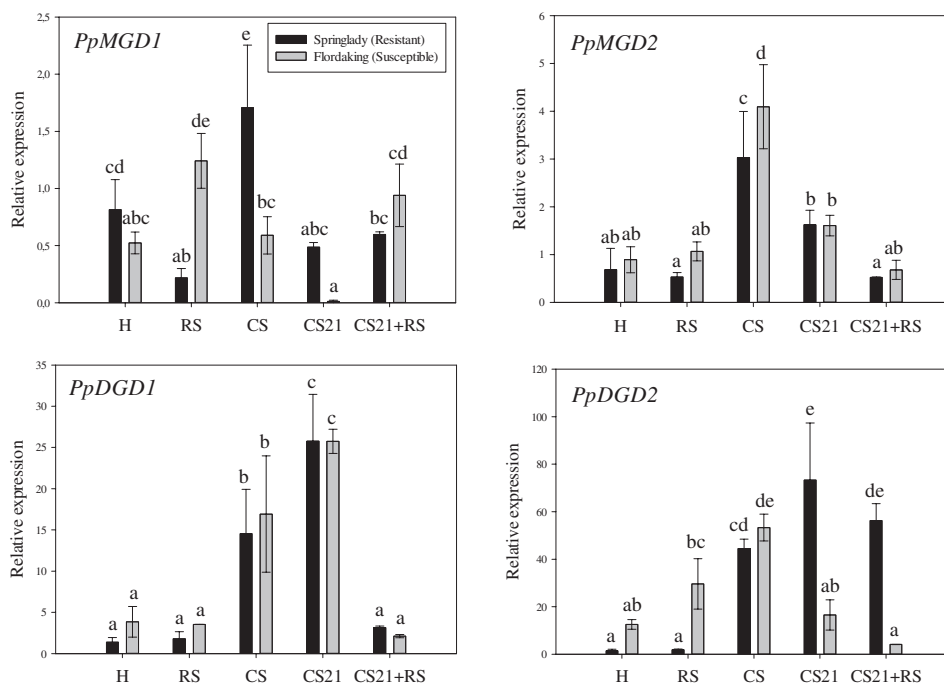 PpMGD1
Springlady (Resistant)
Flordaking (Susceptible)
Relative expression
2,5
2,0
1,5
1,0
0,5
0,0
cd
abc
ab
de
e
abc
bc
a
bc
cd
H RS CS CS21 CS21+RS
PpMGD2
Relative expression
6
5
4
3
2
1
0
ab
ab
a
ab
c
d
b
b
a
ab
H RS CS CS21 CS21+RS
PpDGD1
Relative expression
35
30
25
20
15
10
5
0
a
a
a
a
b
b
c
c
a
a
H RS CS CS21 CS21+RS
PpDGD2
Relative expression
120
100
80
60
40
20
0
a
ab
a
bc
cd
de
e
ab
de
a
H RS CS CS21 CS21+RS